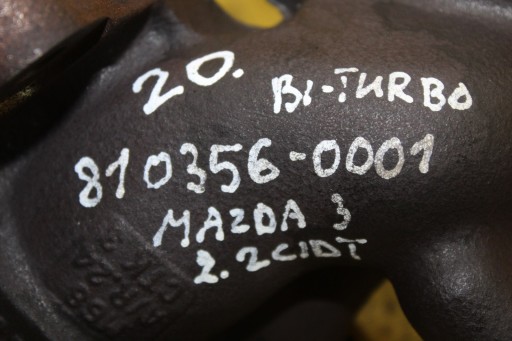 20.
BI-TURBO
810356-0001
MAZDA 3
2.2CIDT